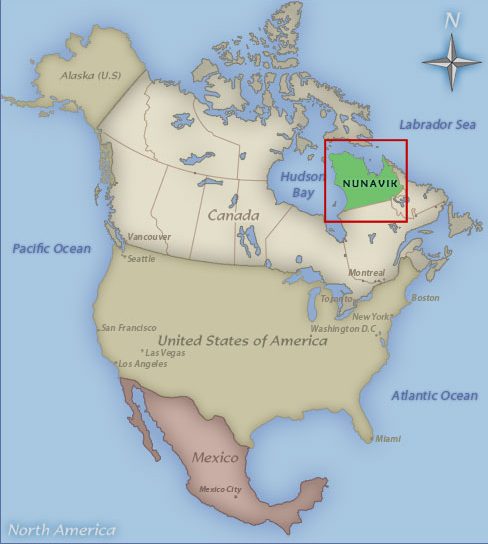 N
Alaska (U.S)
Labrador Sea
Hudson
Bay
NUNAVIK
Canada
Pacific Ocean
Vancouver
Seattle
Montreal
Toronto
Boston
New York
Washington D.C
San Francisco
United States of America
Las Vegas
Los Angeles
Atlantic Ocean
Miami
Mexico
Mexico City
North America